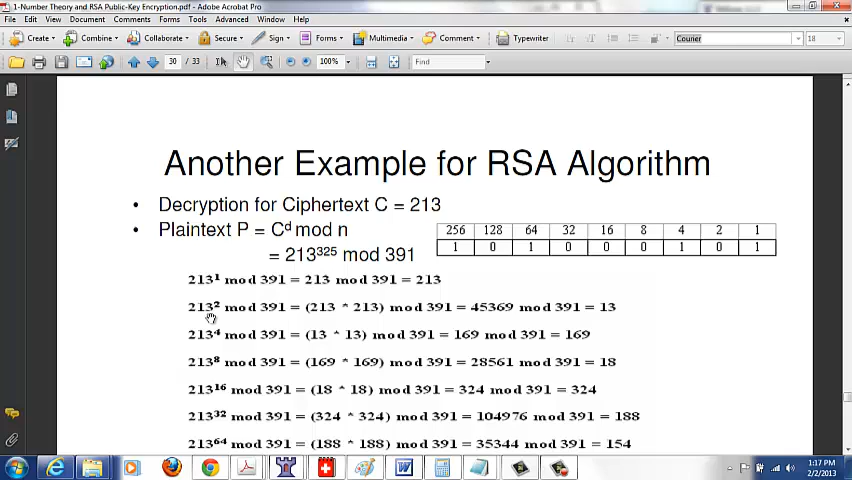 1-Number Theory and RSA Public-Key Encryption.pdf - Adobe Acrobat Pro
File Edit View Document Comments Forms Tools Advanced Window Help
Create Combine Collaborate Secure Sign Forms Multimedia Comment Typewriter Courier 18
30 / 33 100% Find
Another Example for RSA Algorithm
• Decryption for Ciphertext C = 213
• Plaintext P = Cᵈ mod n
= 213³²⁵ mod 391
256 128 64 32 16 8 4 2 1
1 0 1 0 0 0 1 0 1
213¹ mod 391 = 213 mod 391 = 213
213² mod 391 = (213 * 213) mod 391 = 45369 mod 391 = 13
213⁴ mod 391 = (13 * 13) mod 391 = 169 mod 391 = 169
213⁸ mod 391 = (169 * 169) mod 391 = 28561 mod 391 = 18
213¹⁶ mod 391 = (18 * 18) mod 391 = 324 mod 391 = 324
213³² mod 391 = (324 * 324) mod 391 = 104976 mod 391 = 188
213⁶⁴ mod 391 = (188 * 188) mod 391 = 35344 mod 391 = 154
1:17 PM
2/2/2013